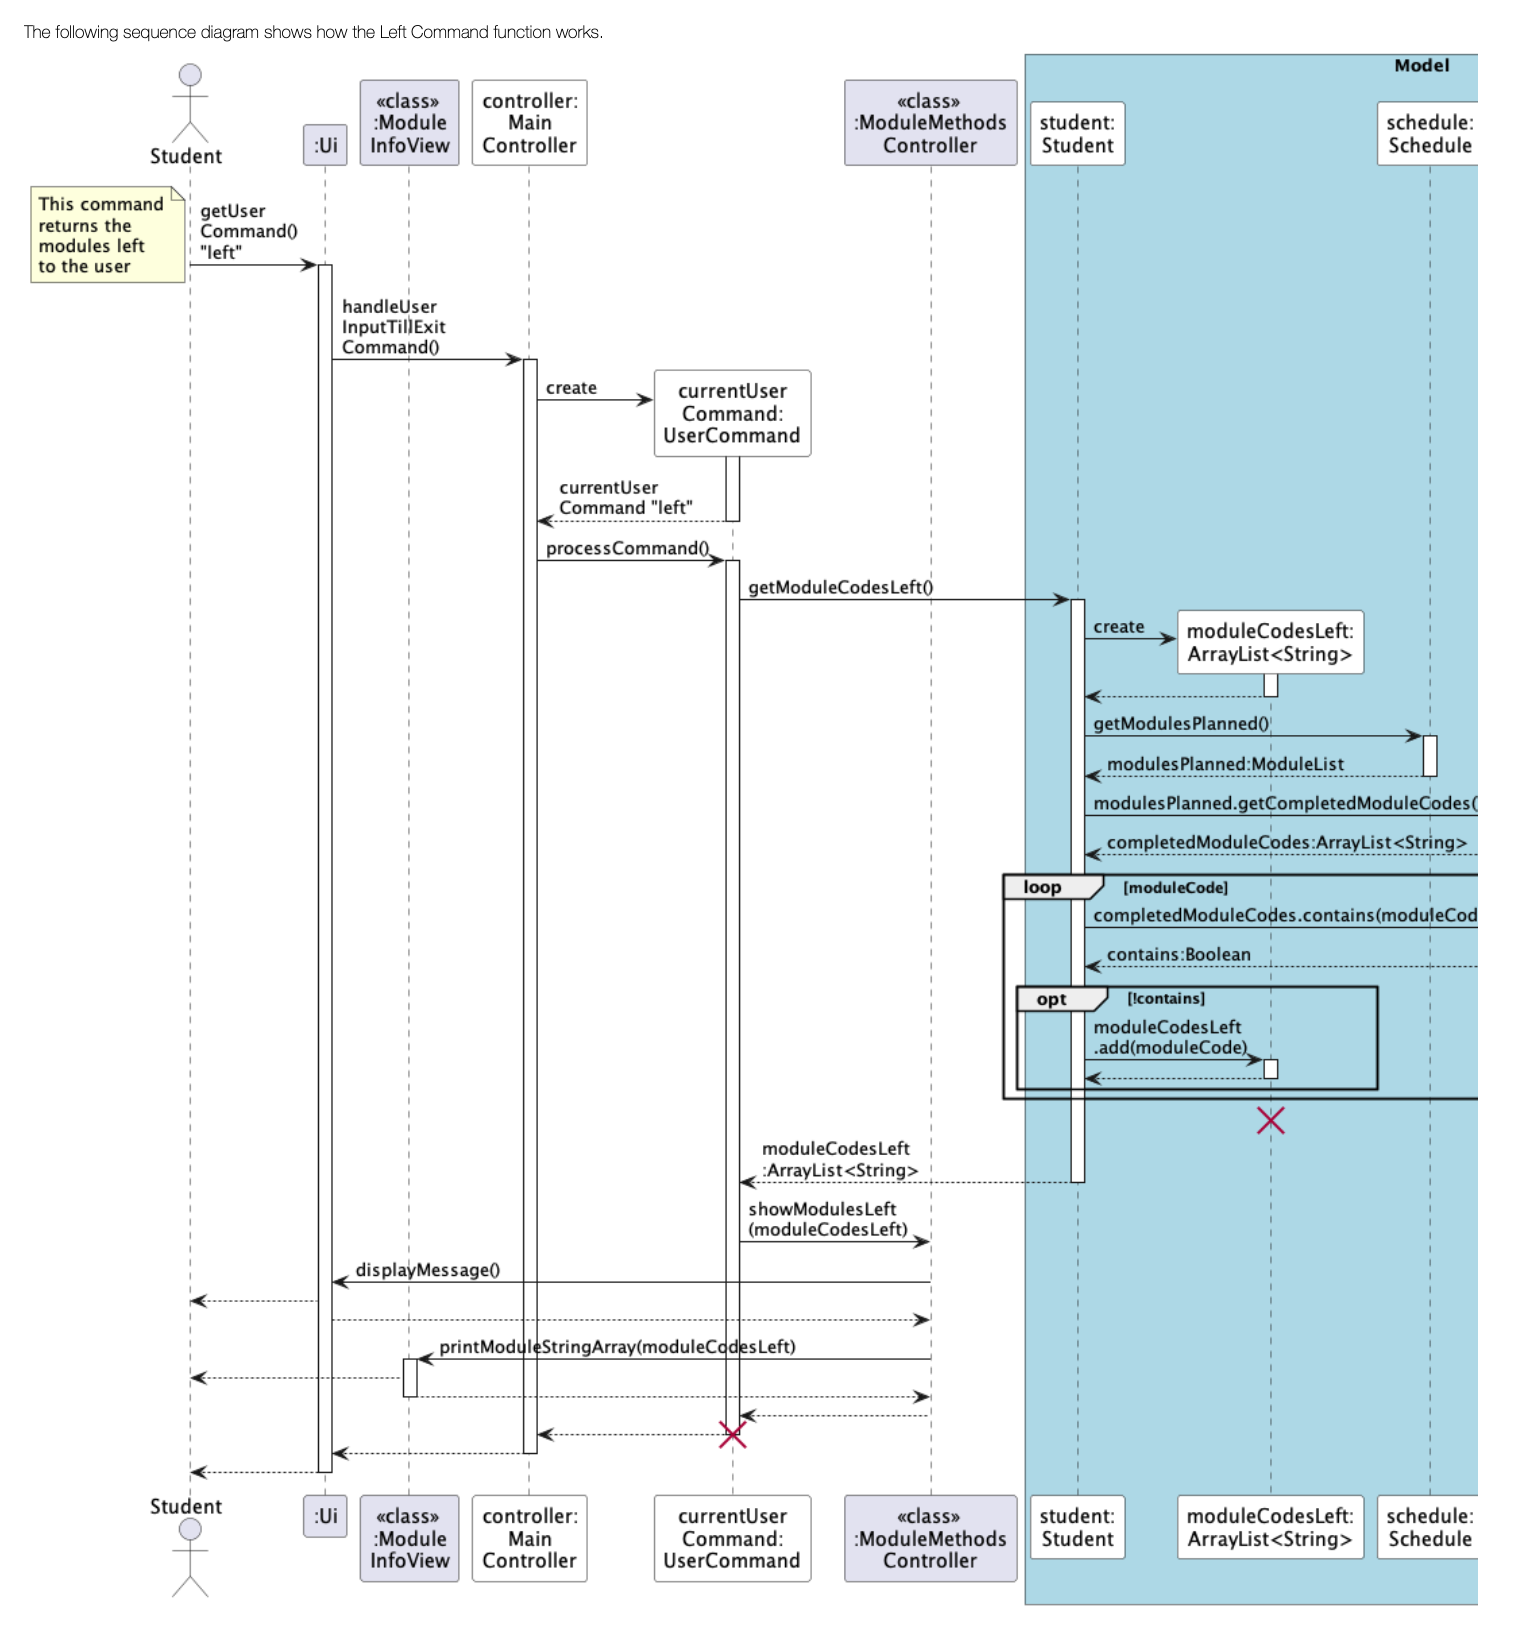 The following sequence diagram shows how the Left Command function works.
Model
Student
:Ui
«class»
:Module
InfoView
controller:
Main
Controller
«class»
:ModuleMethods
Controller
student:
Student
schedule:
Schedule
This command
returns the
modules left
to the user
getUser
Command()
"left"
handleUser
InputTillExit
Command()
create
currentUser
Command:
UserCommand
currentUser
Command "left"
processCommand()
getModuleCodesLeft()
create
moduleCodesLeft:
ArrayList<String>
getModulesPlanned()
modulesPlanned:ModuleList
modulesPlanned.getCompletedModuleCodes(
completedModuleCodes:ArrayList<String>
loop
[moduleCode]
completedModuleCodes.contains(moduleCod
contains:Boolean
opt
[!contains]
moduleCodesLeft
.add(moduleCode)
moduleCodesLeft
:ArrayList<String>
showModulesLeft
(moduleCodesLeft)
displayMessage()
printModuleStringArray(moduleCodesLeft)
Student
:Ui
«class»
:Module
InfoView
controller:
Main
Controller
currentUser
Command:
UserCommand
«class»
:ModuleMethods
Controller
student:
Student
moduleCodesLeft:
ArrayList<String>
schedule:
Schedule